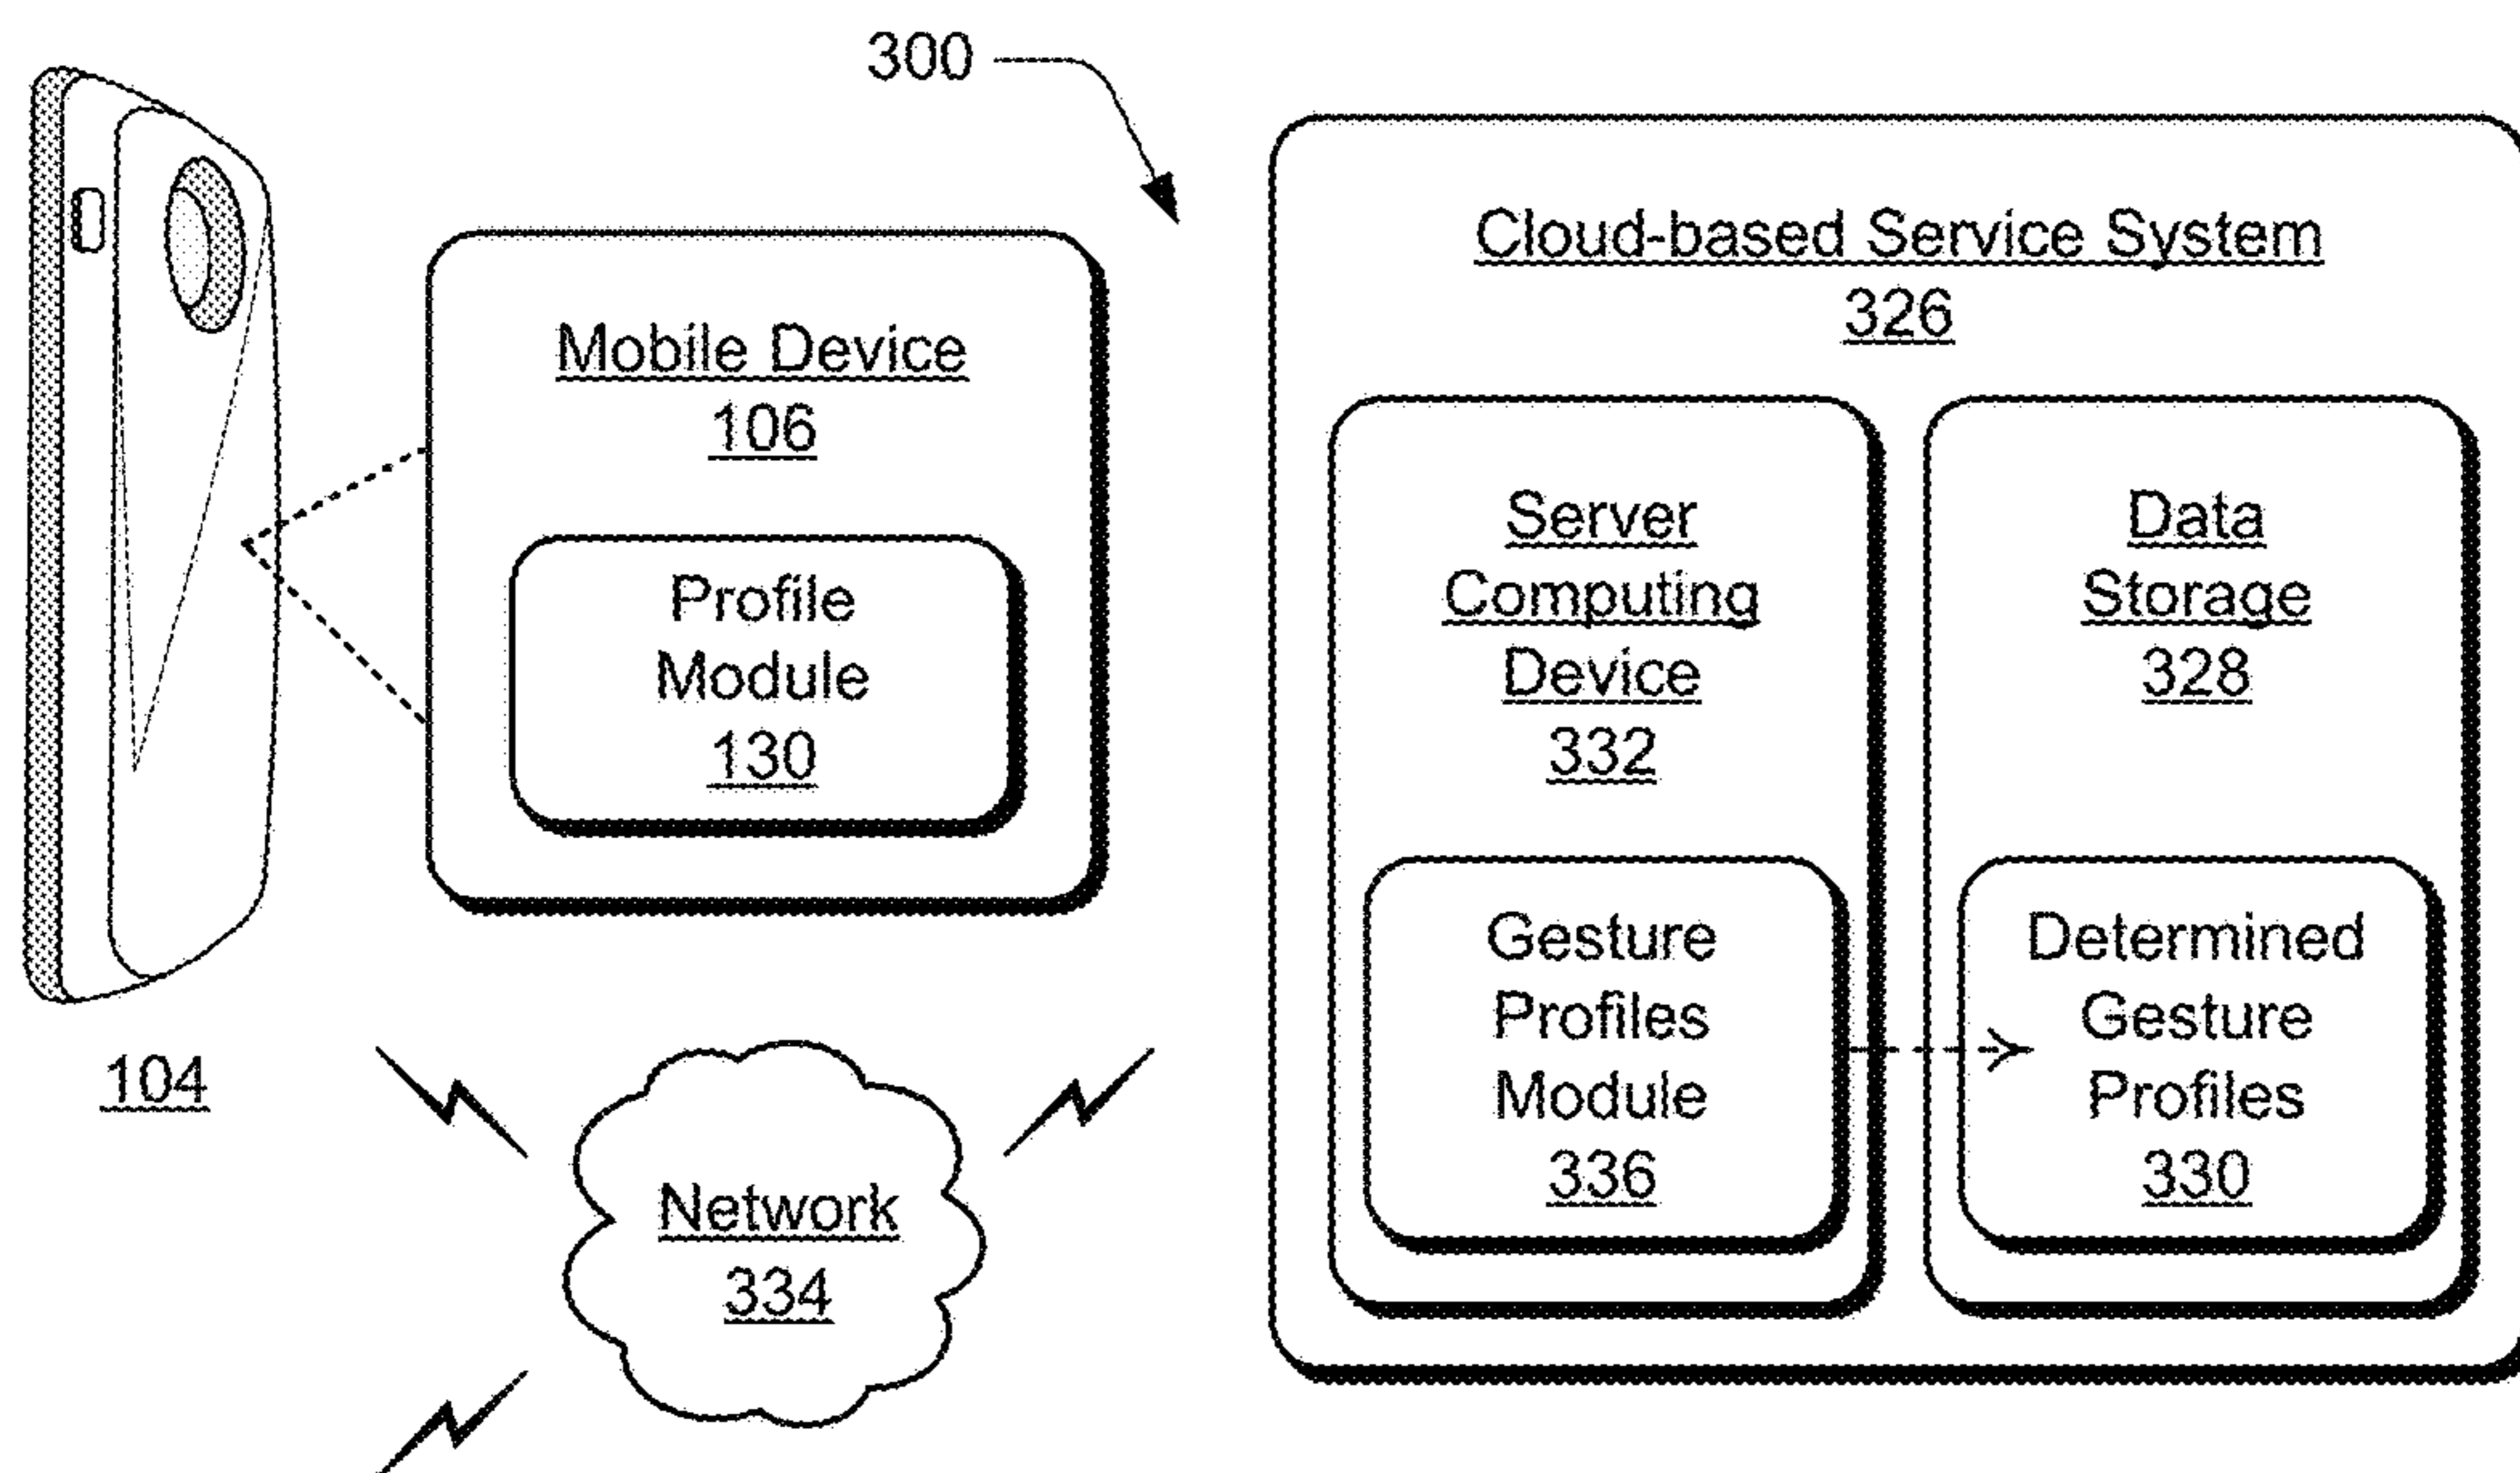 300
Mobile Device
106
Profile
Module
130
104
Network
334
Cloud-based Service System
326
Server
Computing
Device
332
Gesture
Profiles
Module
336
Data
Storage
328
Determined
Gesture
Profiles
330